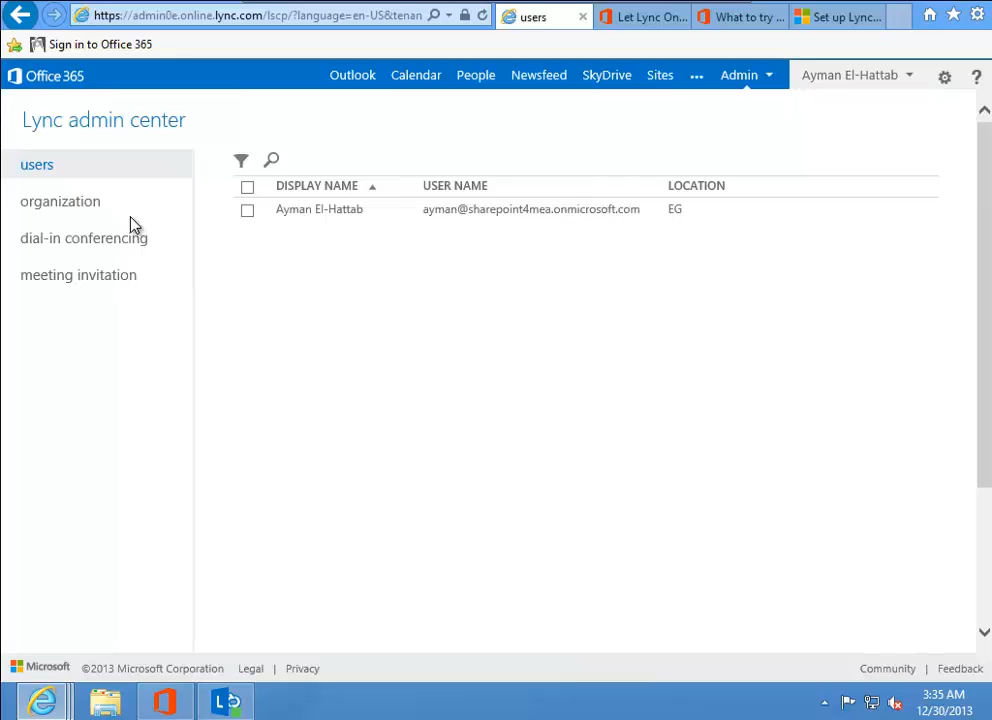 https://admin0e.online.lync.com/lscp/?language=en-US&tenan
users
Let Lync On...
What to try ...
Set up Lync...
Sign in to Office 365
Office 365
Outlook Calendar People Newsfeed SkyDrive Sites ... Admin Ayman El-Hattab ?
Lync admin center
users
organization
dial-in conferencing
meeting invitation
DISPLAY NAME USER NAME LOCATION
Ayman El-Hattab ayman@sharepoint4mea.onmicrosoft.com EG
Microsoft ©2013 Microsoft Corporation Legal | Privacy Community | Feedback
3:35 AM
12/30/2013